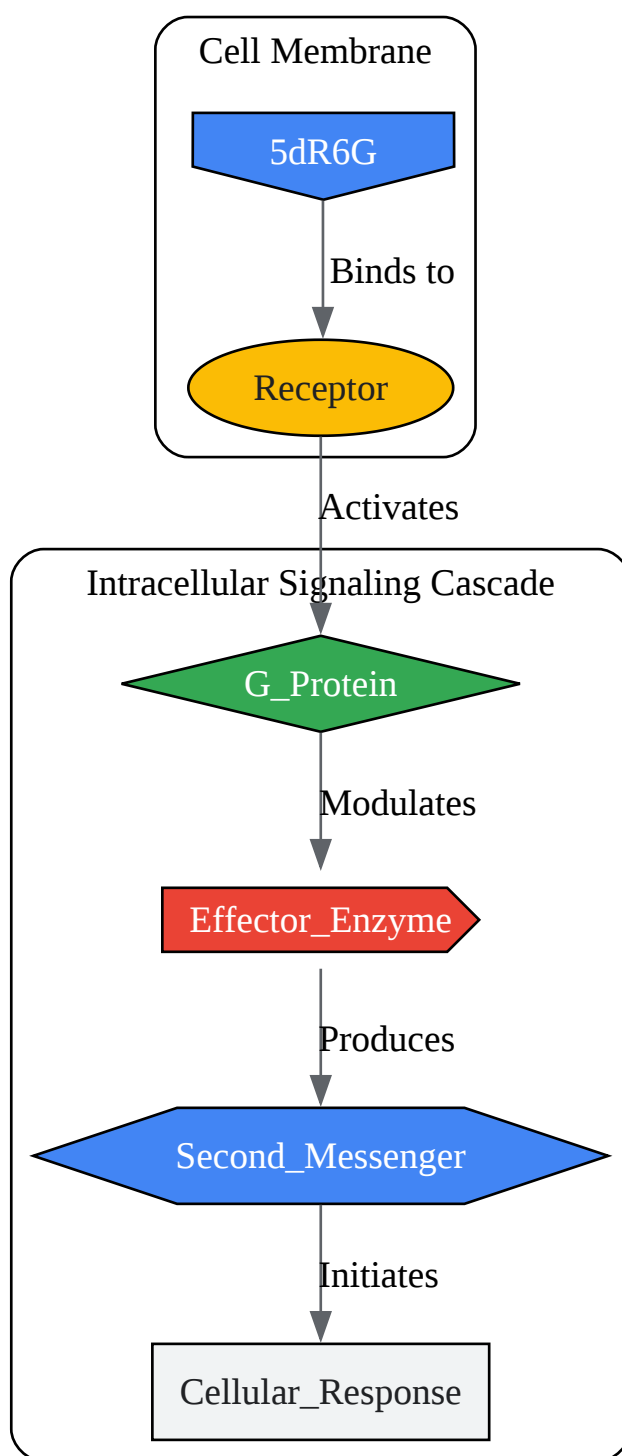 Cell Membrane
5dR6G
Binds to
Receptor
Activates
Intracellular Signaling Cascade
G_Protein
Modulates
Effector_Enzyme
Produces
Second_Messenger
Initiates
Cellular_Response